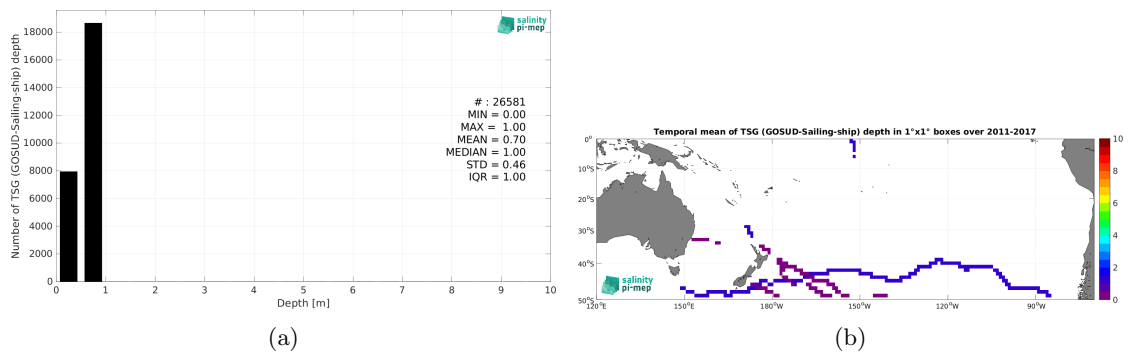 salinity
pi-mep
Number of TSG (GOSUD-Sailing-ship) depth
18000
16000
14000
12000
10000
8000
6000
4000
2000
0
# : 26581
MIN = 0.00
MAX = 1.00
MEAN = 0.70
MEDIAN = 1.00
STD = 0.46
IQR = 1.00
0 1 2 3 4 5 6 7 8 9 10
Depth [m]
(a)
Temporal mean of TSG (GOSUD-Sailing-ship) depth in 1°x1° boxes over 2011-2017
0°
10°S
20°S
30°S
40°S
50°S
120°E 150°E 180°W 150°W 120°W 90°W
salinity
pi-mep
10
8
6
4
2
0
(b)